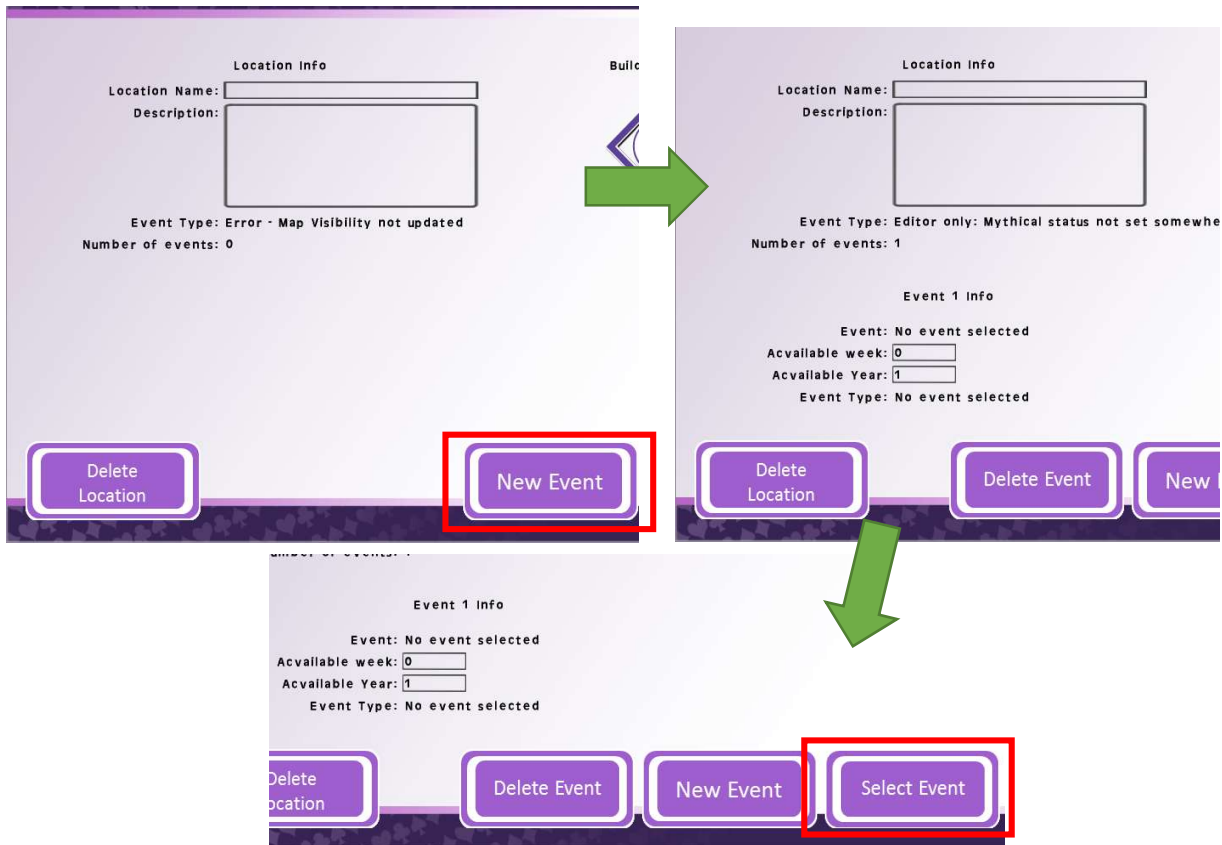 Location Info
Build
Location Name:
Description:
Event Type: Error - Map Visibility not updated
Number of events: 0
Delete
Location
New Event
Location Info
Location Name:
Description:
Event Type: Editor only: Mythical status not set somewhe
Number of events: 1
Event 1 Info
Event: No event selected
Acvailable week: 0
Acvailable Year: 1
Event Type: No event selected
Delete
Location
Delete Event
New
Event 1 Info
Event: No event selected
Acvailable week: 0
Acvailable Year: 1
Event Type: No event selected
Delete
ocation
Delete Event
New Event
Select Event